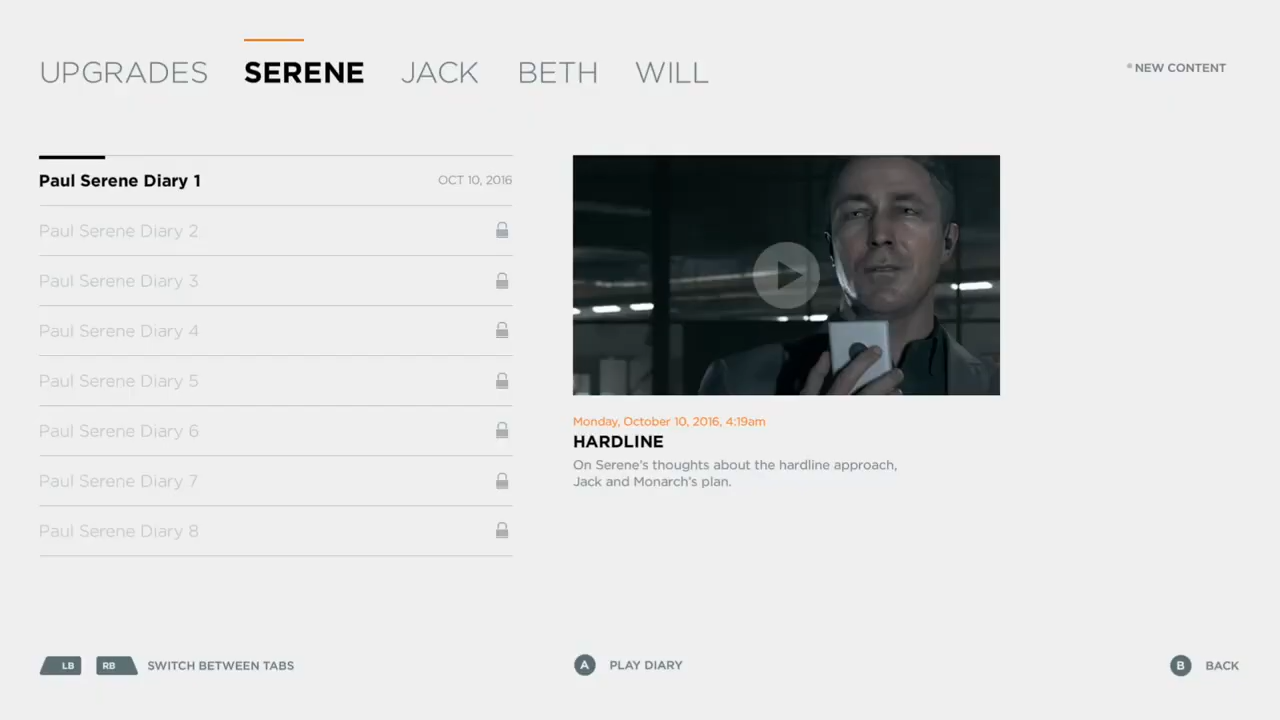 UPGRADES SERENE JACK BETH WILL
NEW CONTENT
Paul Serene Diary 1 OCT 10, 2016
Paul Serene Diary 2
Paul Serene Diary 3
Paul Serene Diary 4
Paul Serene Diary 5
Paul Serene Diary 6
Paul Serene Diary 7
Paul Serene Diary 8
Monday, October 10, 2016, 4:19am
HARDLINE
On Serene's thoughts about the hardline approach,
Jack and Monarch's plan.
LB RB SWITCH BETWEEN TABS
A PLAY DIARY
B BACK